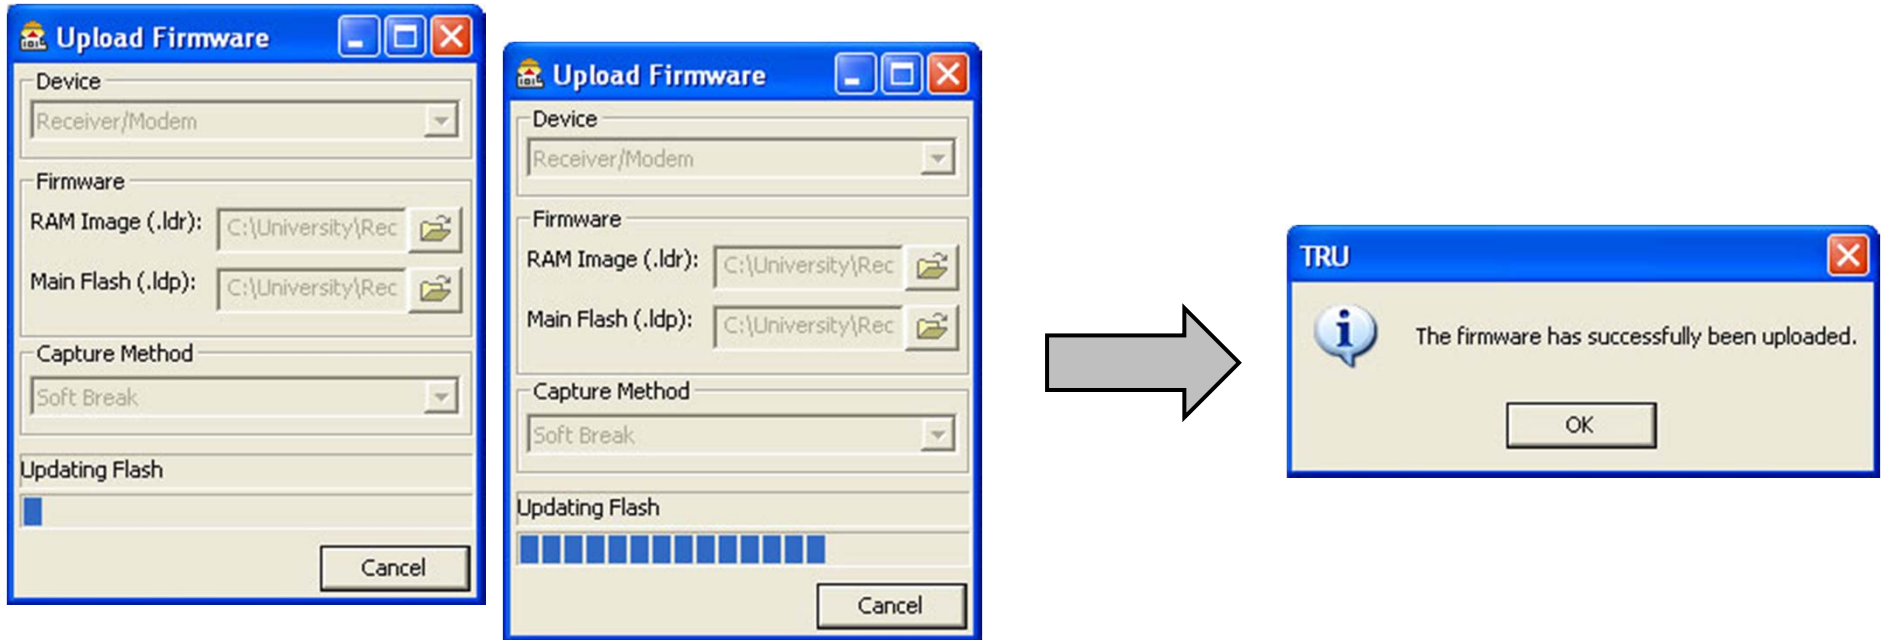 Upload Firmware
Device
Receiver/Modem
Firmware
RAM Image (.ldr): C:\University\Rec
Main Flash (.ldp): C:\University\Rec
Capture Method
Soft Break
Updating Flash
Cancel
Upload Firmware
Device
Receiver/Modem
Firmware
RAM Image (.ldr): C:\University\Rec
Main Flash (.ldp): C:\University\Rec
Capture Method
Soft Break
Updating Flash
Cancel
TRU
The firmware has successfully been uploaded.
OK